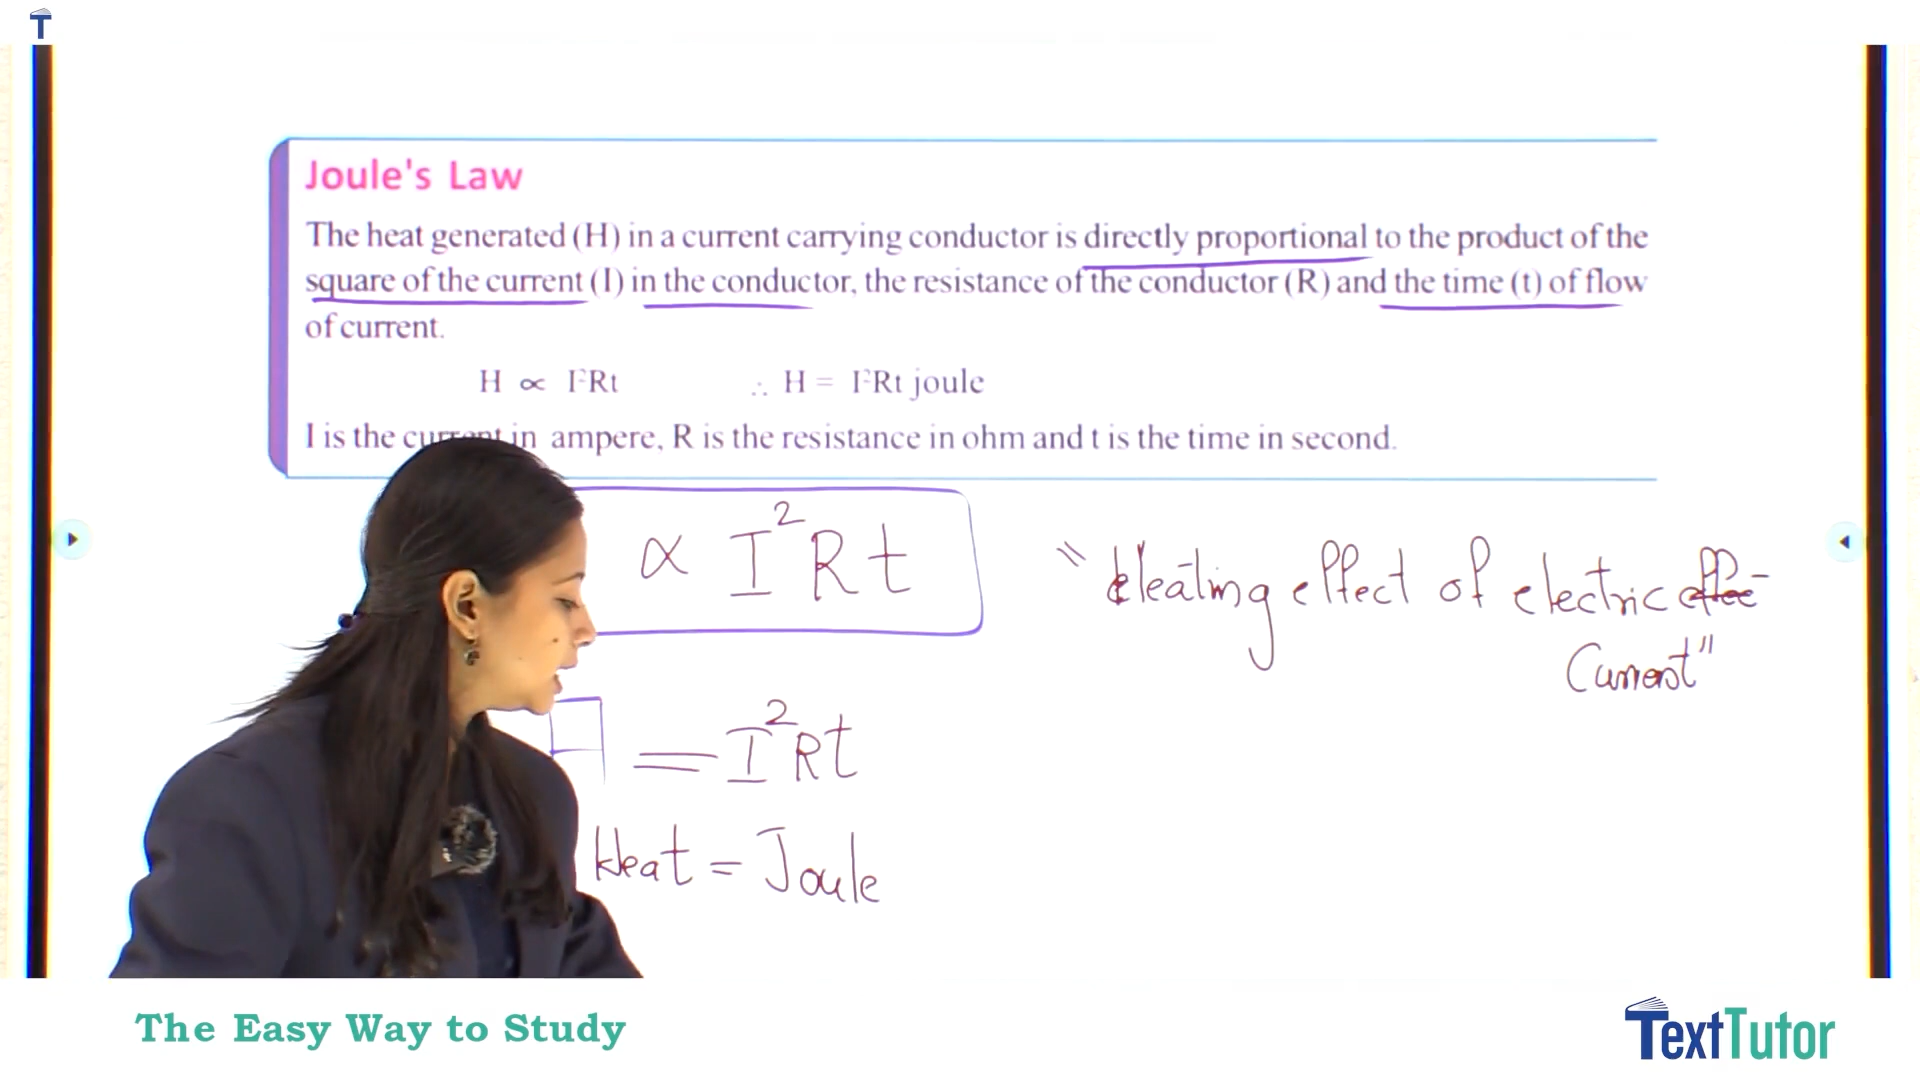 T
Joule's Law
The heat generated (H) in a current carrying conductor is directly proportional to the product of the
square of the current (I) in the conductor, the resistance of the conductor (R) and the time (t) of flow
of current.
H ∝ I²Rt ∴ H = I²Rt joule
I is the current in ampere, R is the resistance in ohm and t is the time in second.
∝ I²Rt
"Heating effect of electric
Current"
= I²Rt
Heat = Joule
The Easy Way to Study
TextTutor